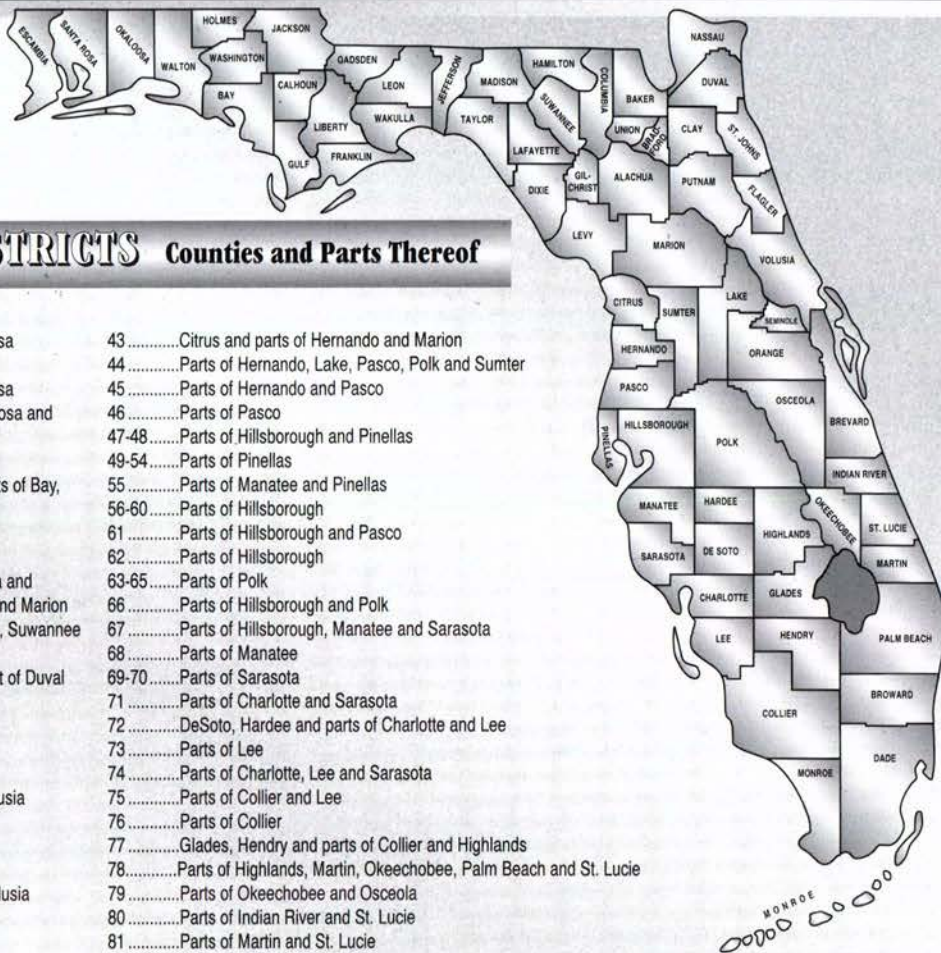 HOLMES
JACKSON
ESCAMBIA
SANTA ROSA
OKALOOSA
WALTON
WASHINGTON
BAY
CALHOUN
GADSDEN
LEON
JEFFERSON
MADISON
HAMILTON
SUWANNEE
COLUMBIA
BAKER
NASSAU
DUVAL
LIBERTY
WAKULLA
TAYLOR
LAFAYETTE
UNION
BRAD-
FORD
CLAY
ST. JOHNS
GULF
FRANKLIN
DIXIE
GIL-
CHRIST
ALACHUA
PUTNAM
FLAGLER
LEVY
MARION
VOLUSIA
CITRUS
SUMTER
LAKE
SEMINOLE
HERNANDO
ORANGE
PASCO
OSCEOLA
BREVARD
PINELLAS
HILLSBOROUGH
POLK
INDIAN RIVER
MANATEE
HARDEE
HIGHLANDS
OKEECHOBEE
ST. LUCIE
SARASOTA
DE SOTO
MARTIN
CHARLOTTE
GLADES
LEE
HENDRY
PALM BEACH
COLLIER
BROWARD
MONROE
DADE
MONROE
STRICTS Counties and Parts Thereof
sa
sa
osa and
ts of Bay,
a and
nd Marion
, Suwannee
t of Duval
usia
lusia
43...........Citrus and parts of Hernando and Marion
44...........Parts of Hernando, Lake, Pasco, Polk and Sumter
45...........Parts of Hernando and Pasco
46...........Parts of Pasco
47-48.......Parts of Hillsborough and Pinellas
49-54.......Parts of Pinellas
55...........Parts of Manatee and Pinellas
56-60.......Parts of Hillsborough
61...........Parts of Hillsborough and Pasco
62...........Parts of Hillsborough
63-65.......Parts of Polk
66...........Parts of Hillsborough and Polk
67...........Parts of Hillsborough, Manatee and Sarasota
68...........Parts of Manatee
69-70.......Parts of Sarasota
71...........Parts of Charlotte and Sarasota
72...........DeSoto, Hardee and parts of Charlotte and Lee
73...........Parts of Lee
74...........Parts of Charlotte, Lee and Sarasota
75...........Parts of Collier and Lee
76...........Parts of Collier
77...........Glades, Hendry and parts of Collier and Highlands
78...........Parts of Highlands, Martin, Okeechobee, Palm Beach and St. Lucie
79...........Parts of Okeechobee and Osceola
80...........Parts of Indian River and St. Lucie
81...........Parts of Martin and St. Lucie